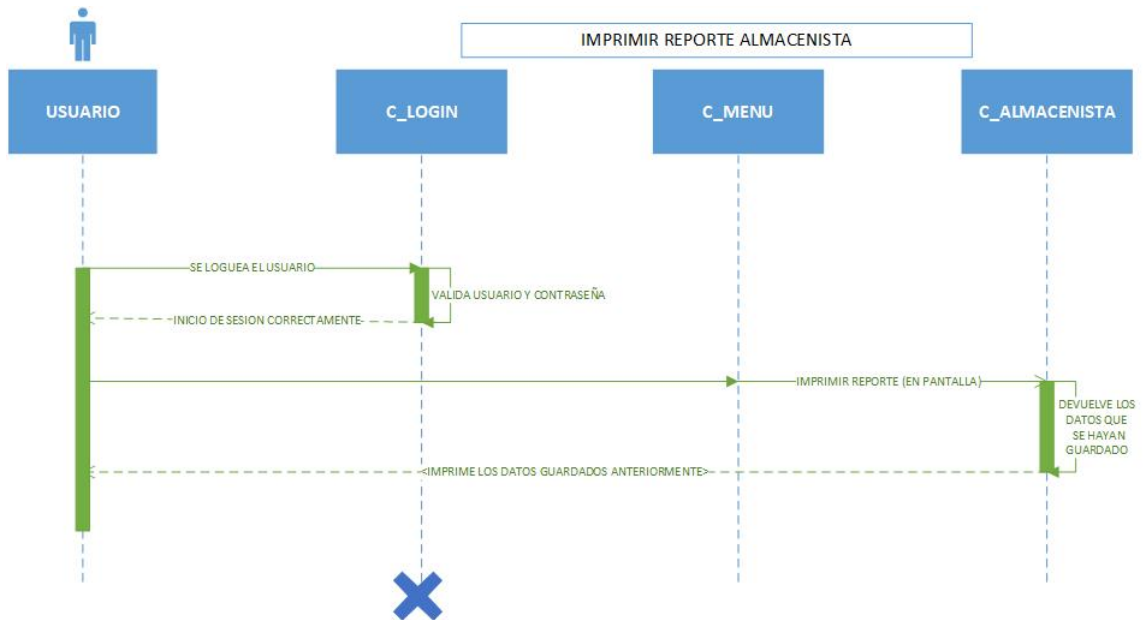 IMPRIMIR REPORTE ALMACENISTA
USUARIO
C_LOGIN
C_MENU
C_ALMACENISTA
SE LOGUEA EL USUARIO
VALIDA USUARIO Y CONTRASEÑA
INICIO DE SESION CORRECTAMENTE
IMPRIMIR REPORTE (EN PANTALLA)
DEVUELVE LOS
DATOS QUE
SE HAYAN
GUARDADO
<IMPRIME LOS DATOS GUARDADOS ANTERIORMENTE>